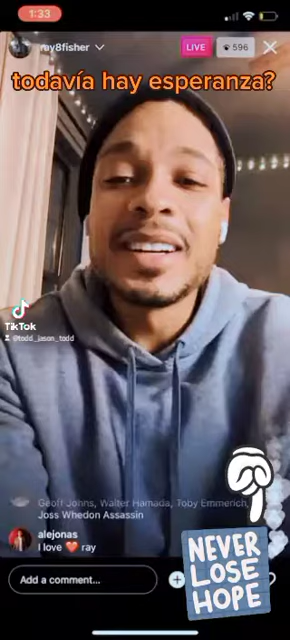 1:33
ray8fisher
LIVE
596
todavía hay esperanza?
TikTok
@todd_jason_todd
Geoff Johns, Walter Hamada, Toby Emmerich,
Joss Whedon Assassin
alejonas
I love ❤️ ray
Add a comment...
NEVER
LOSE
HOPE